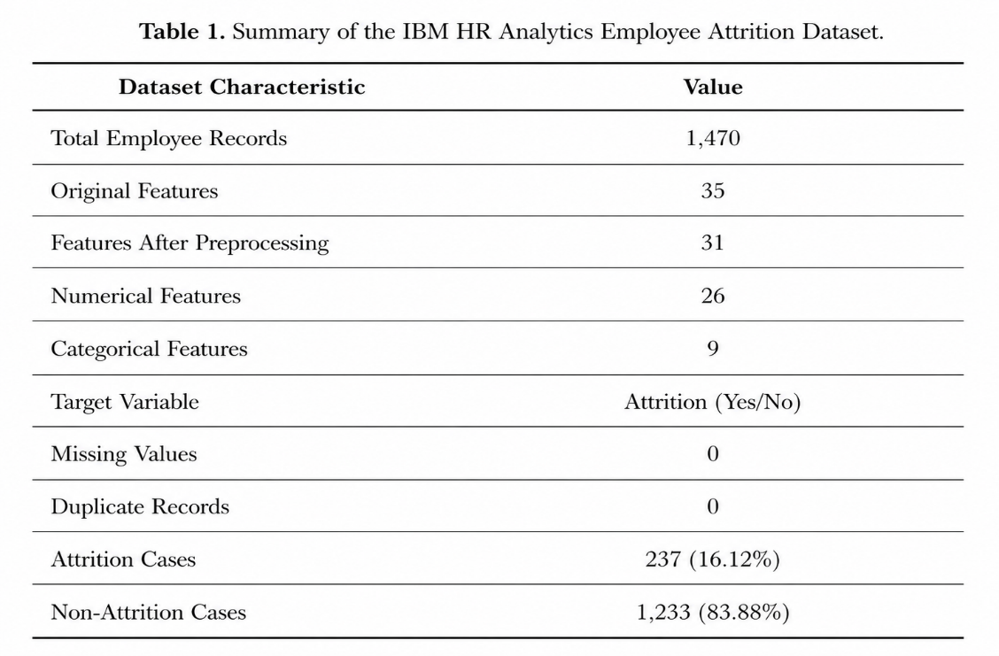 Table 1. Summary of the IBM HR Analytics Employee Attrition Dataset.
Dataset Characteristic Value
Total Employee Records 1,470
Original Features 35
Features After Preprocessing 31
Numerical Features 26
Categorical Features 9
Target Variable Attrition (Yes/No)
Missing Values 0
Duplicate Records 0
Attrition Cases 237 (16.12%)
Non-Attrition Cases 1,233 (83.88%)